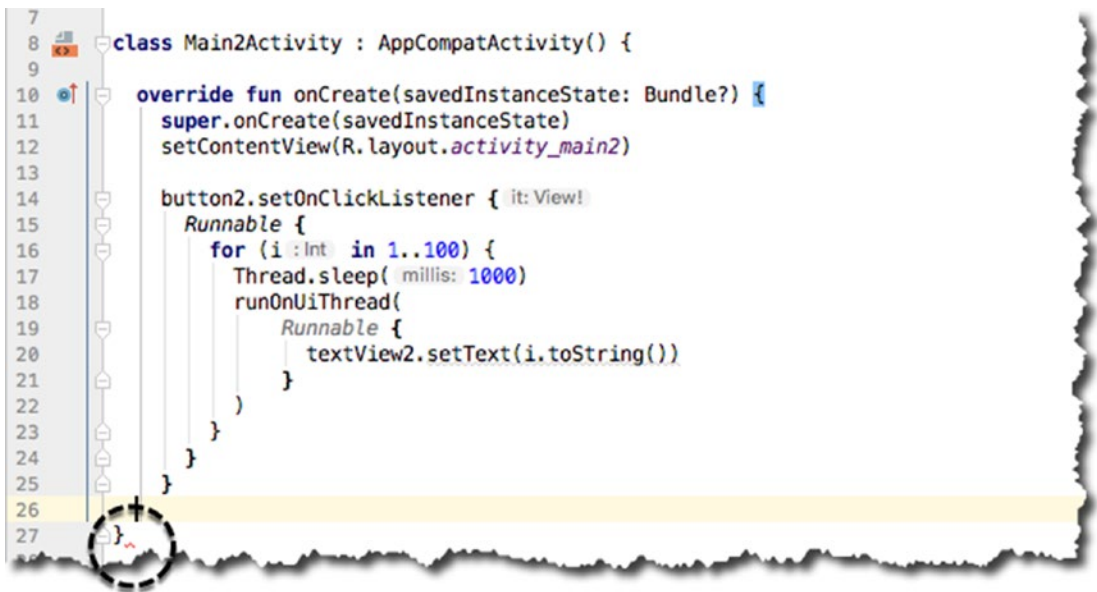 7
8 class Main2Activity : AppCompatActivity() {
9
10 override fun onCreate(savedInstanceState: Bundle?) {
11 super.onCreate(savedInstanceState)
12 setContentView(R.layout.activity_main2)
13
14 button2.setOnClickListener { it: View!
15 Runnable {
16 for (i : Int in 1..100) {
17 Thread.sleep( millis: 1000)
18 runOnUiThread(
19 Runnable {
20 textView2.setText(i.toString())
21 }
22 )
23 }
24 }
25 }
26
27 }